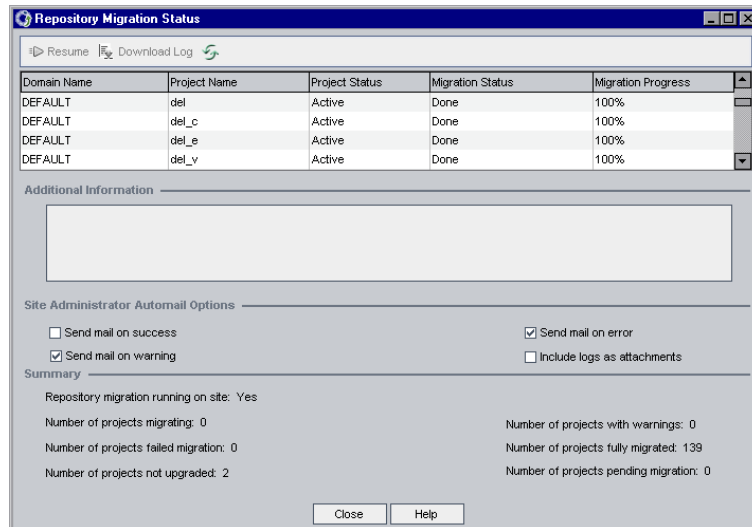 Repository Migration Status
Resume Download Log
Domain Name Project Name Project Status Migration Status Migration Progress
DEFAULT del Active Done 100%
DEFAULT del_c Active Done 100%
DEFAULT del_e Active Done 100%
DEFAULT del_v Active Done 100%
Additional Information
Site Administrator Automail Options
Send mail on success Send mail on error
Send mail on warning Include logs as attachments
Summary
Repository migration running on site: Yes
Number of projects migrating: 0 Number of projects with warnings: 0
Number of projects failed migration: 0 Number of projects fully migrated: 139
Number of projects not upgraded: 2 Number of projects pending migration: 0
Close Help